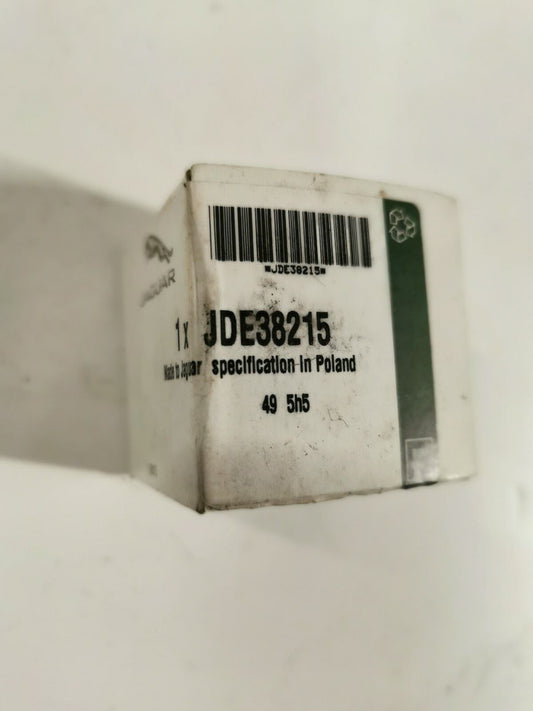 JAGUAR
*JDE38215*
1 x JDE38215
Made to Jaguar specification in Poland
49 5h5